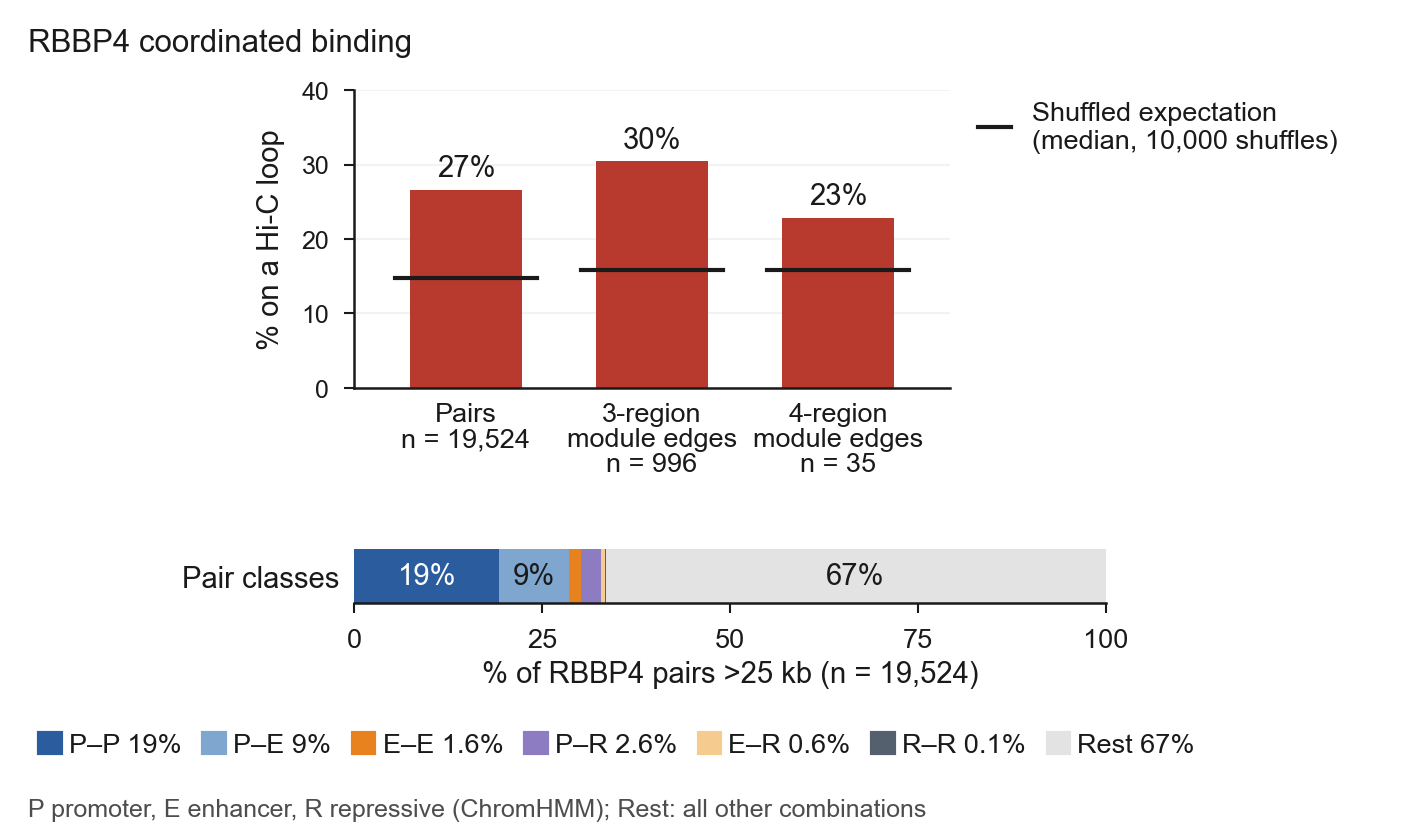 RBBP4 coordinated binding
40
30
20
10
0
% on a Hi-C loop
27%
30%
23%
Shuffled expectation
(median, 10,000 shuffles)
Pairs
n = 19,524
3-region
module edges
n = 996
4-region
module edges
n = 35
Pair classes
19%
9%
67%
0
25
50
75
100
% of RBBP4 pairs >25 kb (n = 19,524)
P–P 19%
P–E 9%
E–E 1.6%
P–R 2.6%
E–R 0.6%
R–R 0.1%
Rest 67%
P promoter, E enhancer, R repressive (ChromHMM); Rest: all other combinations